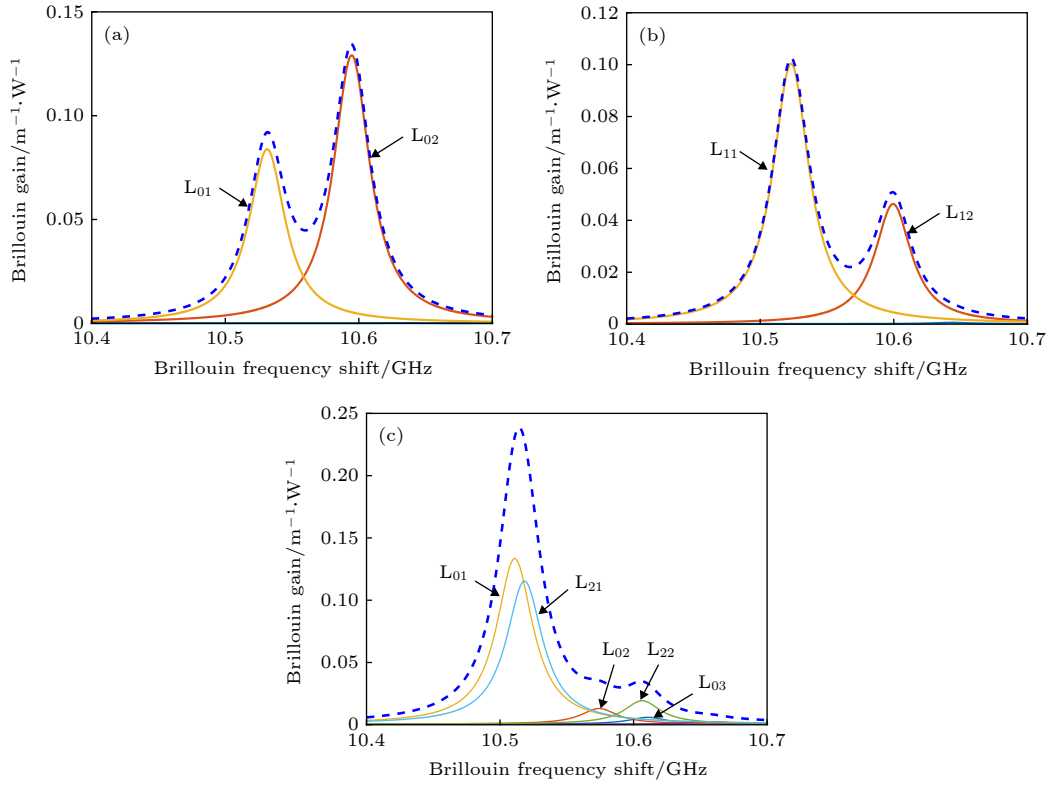 (a)
Brillouin gain/m⁻¹·W⁻¹
0.15
0.10
0.05
0
L₀₁
L₀₂
10.4
10.5
10.6
10.7
Brillouin frequency shift/GHz
(b)
Brillouin gain/m⁻¹·W⁻¹
0.12
0.10
0.08
0.06
0.04
0.02
0
L₁₁
L₁₂
10.4
10.5
10.6
10.7
Brillouin frequency shift/GHz
(c)
Brillouin gain/m⁻¹·W⁻¹
0.25
0.20
0.15
0.10
0.05
0
L₀₁
L₂₁
L₀₂
L₂₂
L₀₃
10.4
10.5
10.6
10.7
Brillouin frequency shift/GHz